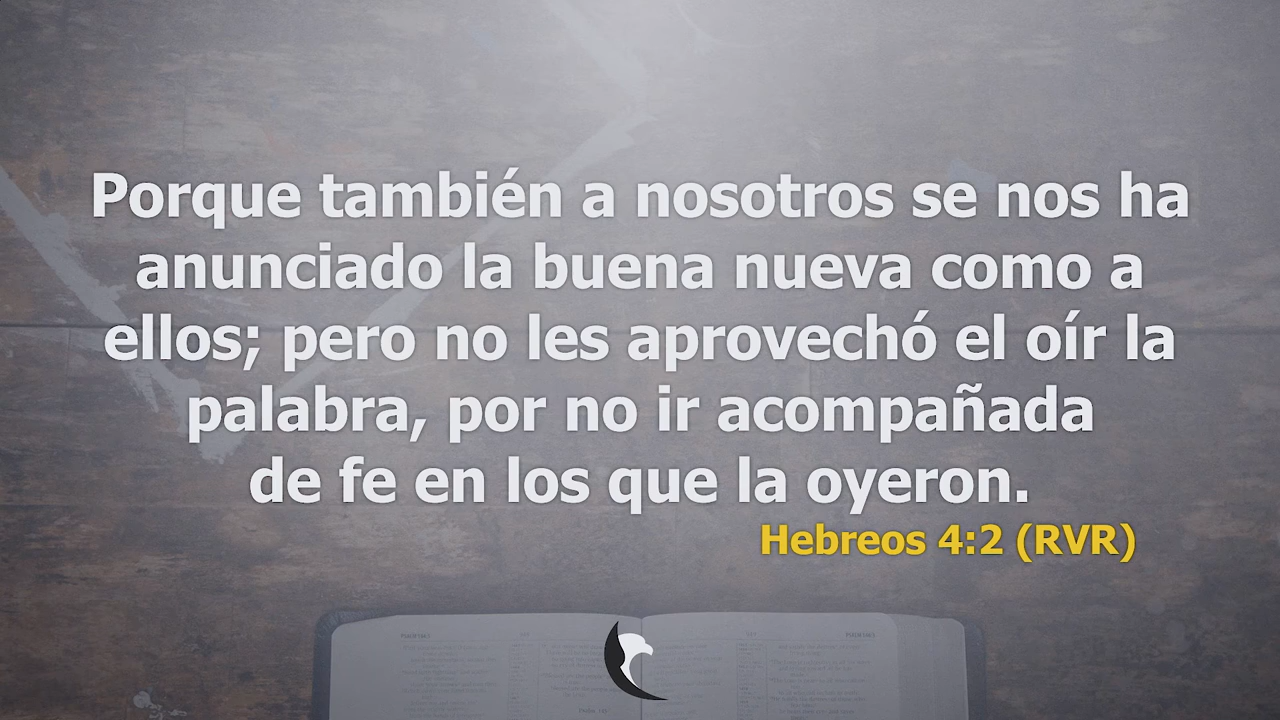 Porque también a nosotros se nos ha
anunciado la buena nueva como a
ellos; pero no les aprovechó el oír la
palabra, por no ir acompañada
de fe en los que la oyeron.
Hebreos 4:2 (RVR)